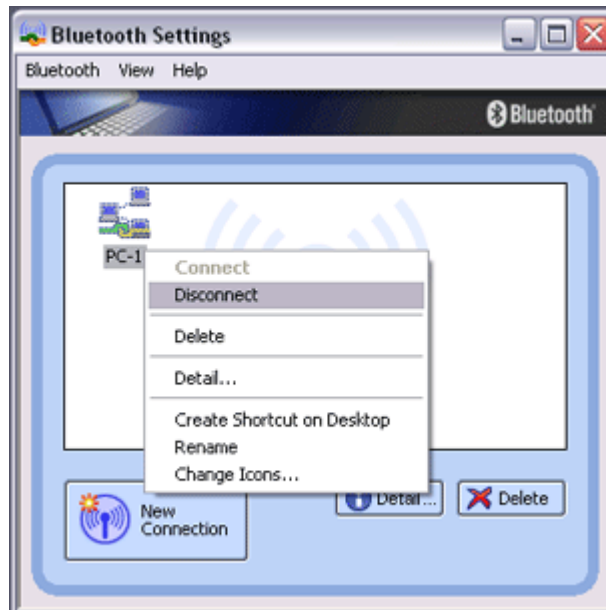 Bluetooth Settings
Bluetooth View Help
Bluetooth
PC-1
Connect
Disconnect
Delete
Detail...
Create Shortcut on Desktop
Rename
Change Icons...
New
Connection
Detail...
Delete